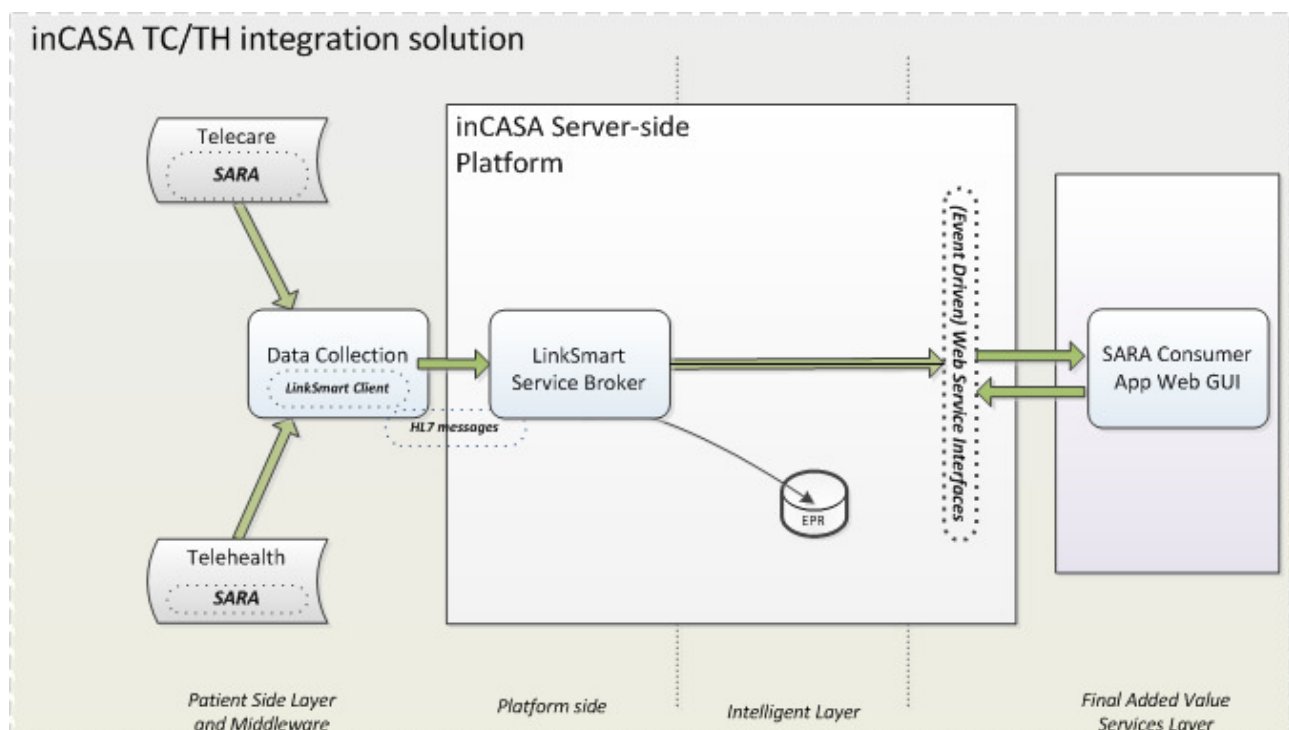 inCASA TC/TH integration solution
Telecare
SARA
inCASA Server-side
Platform
(Event Driven) Web Service Interfaces
Data Collection
LinkSmart Client
LinkSmart
Service Broker
SARA Consumer
App Web GUI
HL7 messages
EPR
Telehealth
SARA
Patient Side Layer
and Middleware
Platform side
Intelligent Layer
Final Added Value
Services Layer